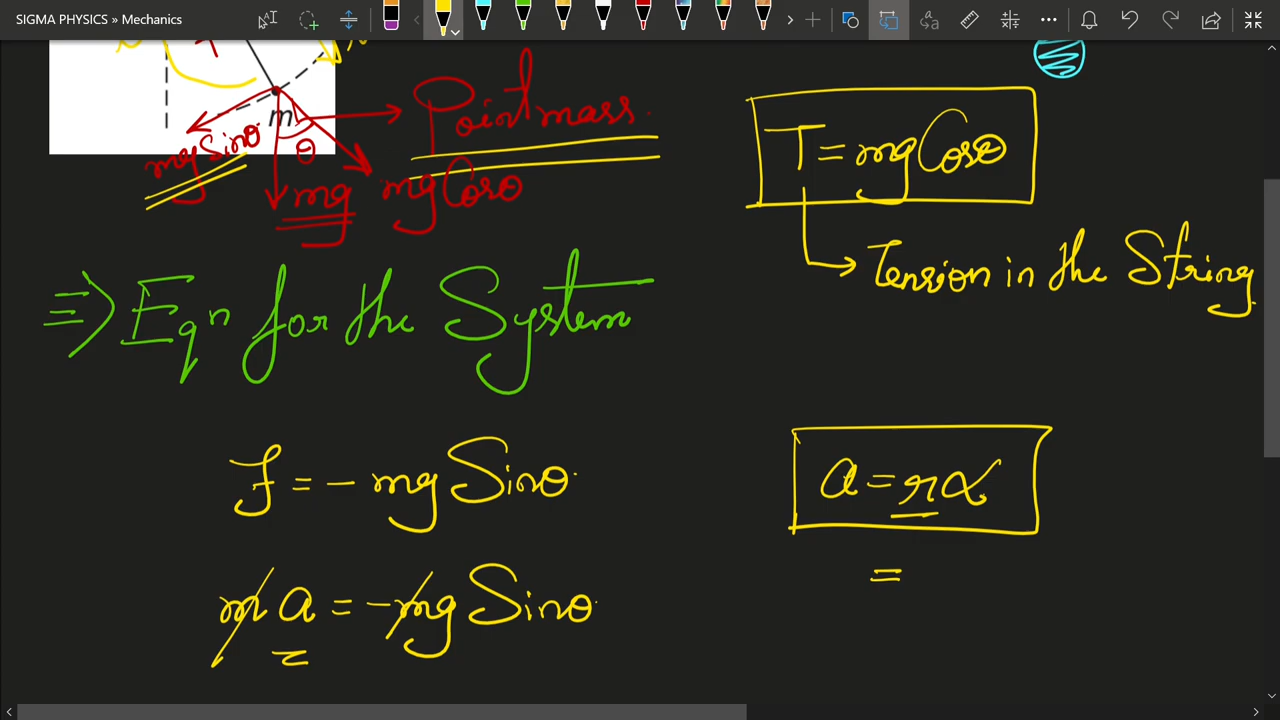 SIGMA PHYSICS » Mechanics
m
Point mass.
mg Sinθ
θ
mg
mg Cosθ
T = mg Cosθ
Tension in the String
⇒ Eqⁿ for the System
F = - mg Sinθ
a = rα
=
m a = - mg Sinθ